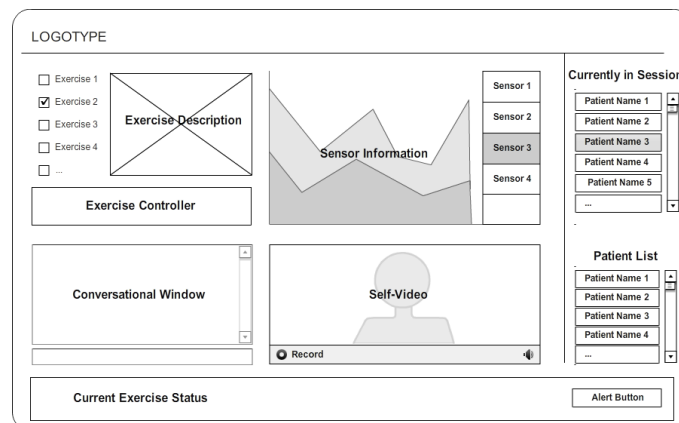 LOGOTYPE
Exercise 1
Exercise 2
Exercise 3
Exercise 4
...
Exercise Description
Exercise Controller
Sensor Information
Sensor 1
Sensor 2
Sensor 3
Sensor 4
Currently in Session
Patient Name 1
Patient Name 2
Patient Name 3
Patient Name 4
Patient Name 5
...
Conversational Window
Self-Video
Record
Patient List
Patient Name 1
Patient Name 2
Patient Name 3
Patient Name 4
...
Current Exercise Status
Alert Button